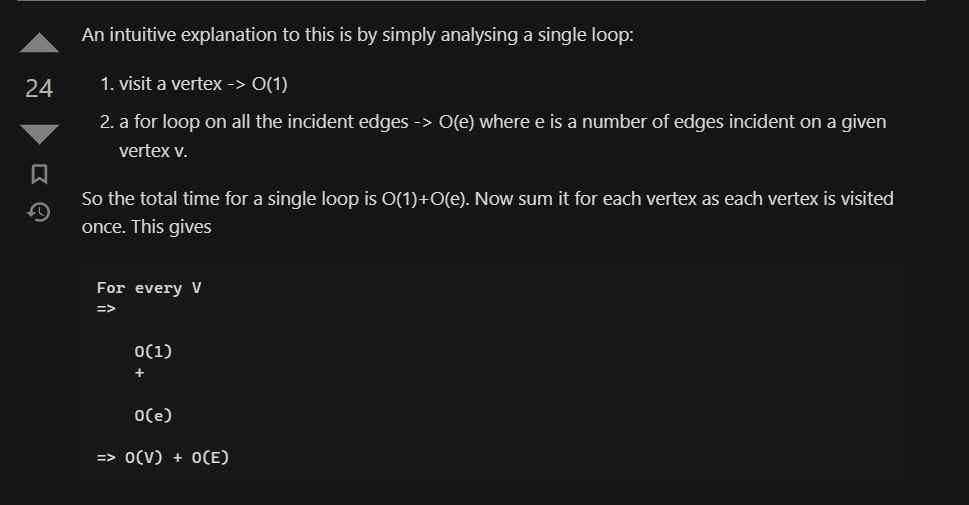 An intuitive explanation to this is by simply analysing a single loop:
24
1. visit a vertex -> O(1)
2. a for loop on all the incident edges -> O(e) where e is a number of edges incident on a given
vertex v.
So the total time for a single loop is O(1)+O(e). Now sum it for each vertex as each vertex is visited
once. This gives
For every V
=>
O(1)
+
O(e)
=> O(V) + O(E)